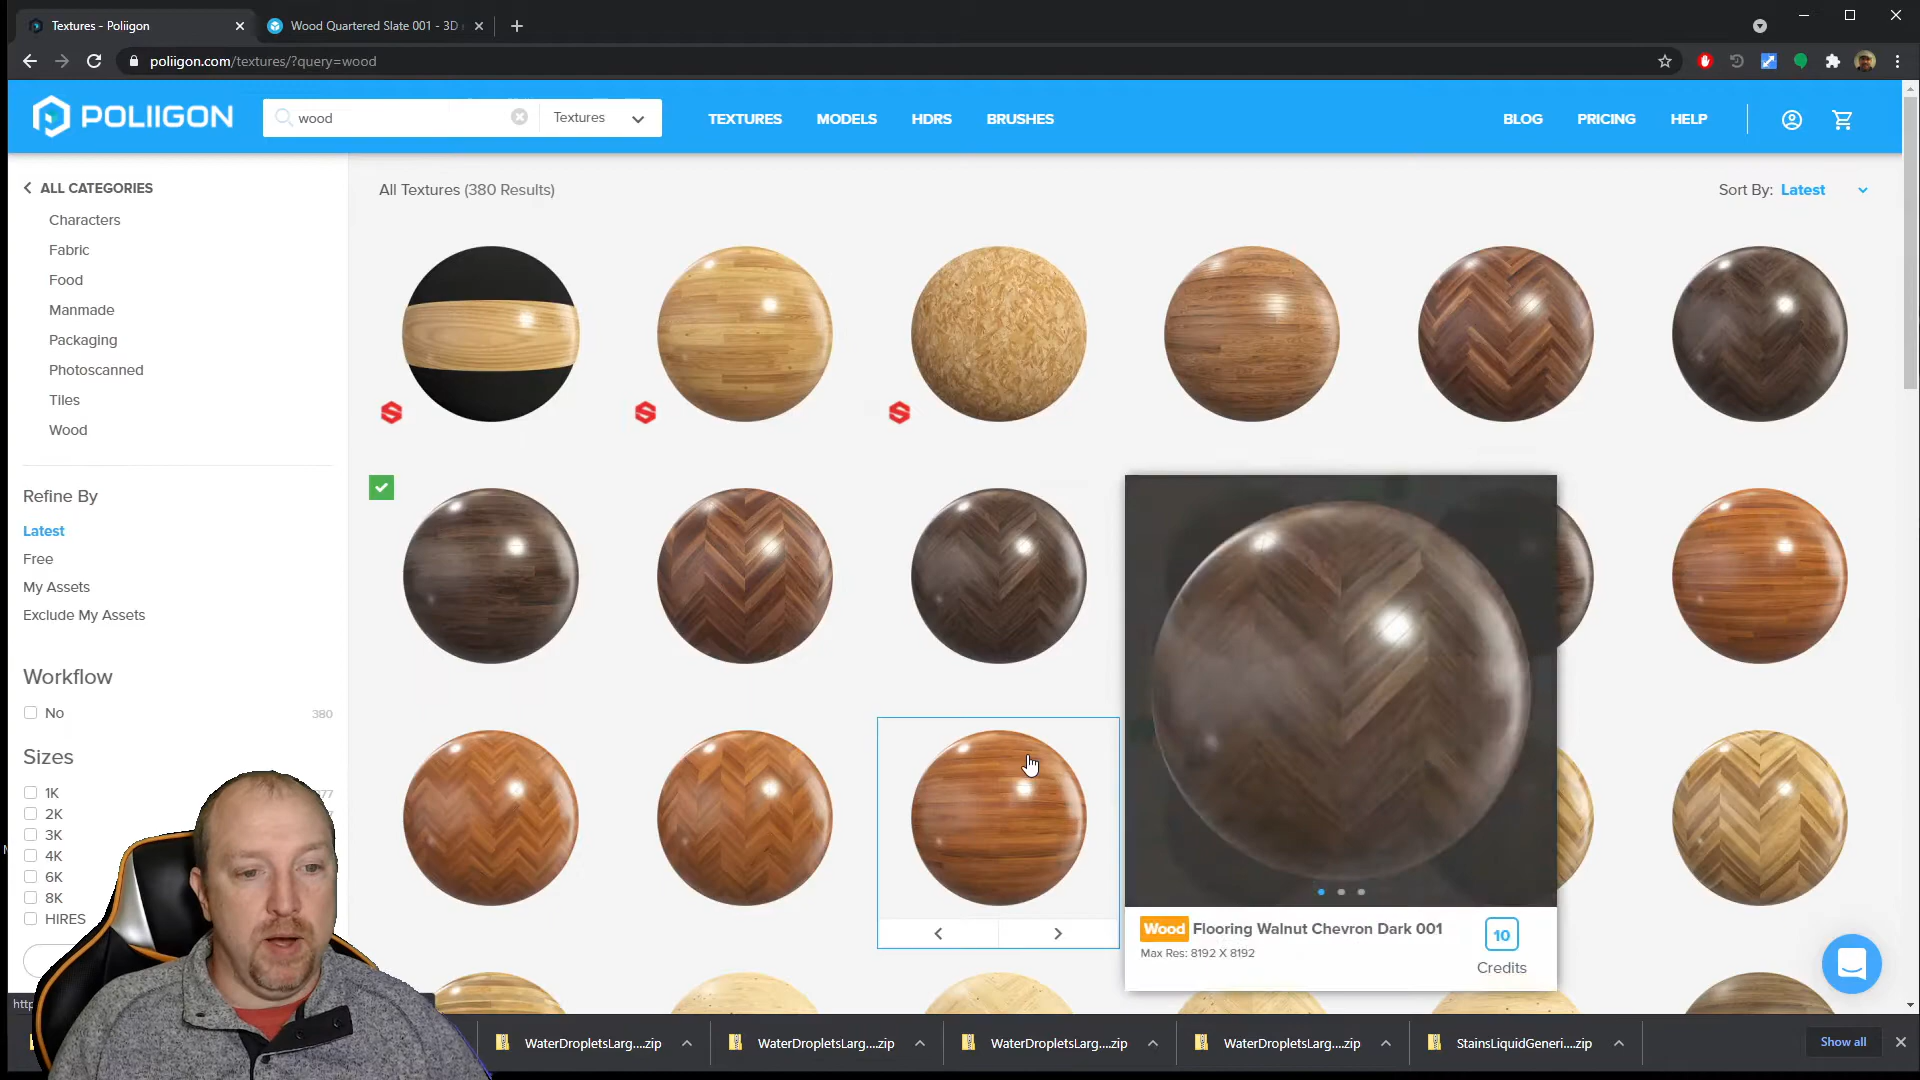 Textures - Poliigon
Wood Quartered Slate 001 - 3D
poliigon.com/textures/?query=wood
POLIIGON
wood
Textures
TEXTURES
MODELS
HDRS
BRUSHES
BLOG
PRICING
HELP
ALL CATEGORIES
Characters
Fabric
Food
Manmade
Packaging
Photoscanned
Tiles
Wood
Refine By
Latest
Free
My Assets
Exclude My Assets
Workflow
No
380
Sizes
1K
2K
3K
4K
6K
8K
HIRES
All Textures (380 Results)
Sort By: Latest
Wood Flooring Walnut Chevron Dark 001
Max Res: 8192 X 8192
10
Credits
WaterDropletsLarg....zip
WaterDropletsLarg....zip
WaterDropletsLarg....zip
WaterDropletsLarg....zip
StainsLiquidGeneri....zip
Show all